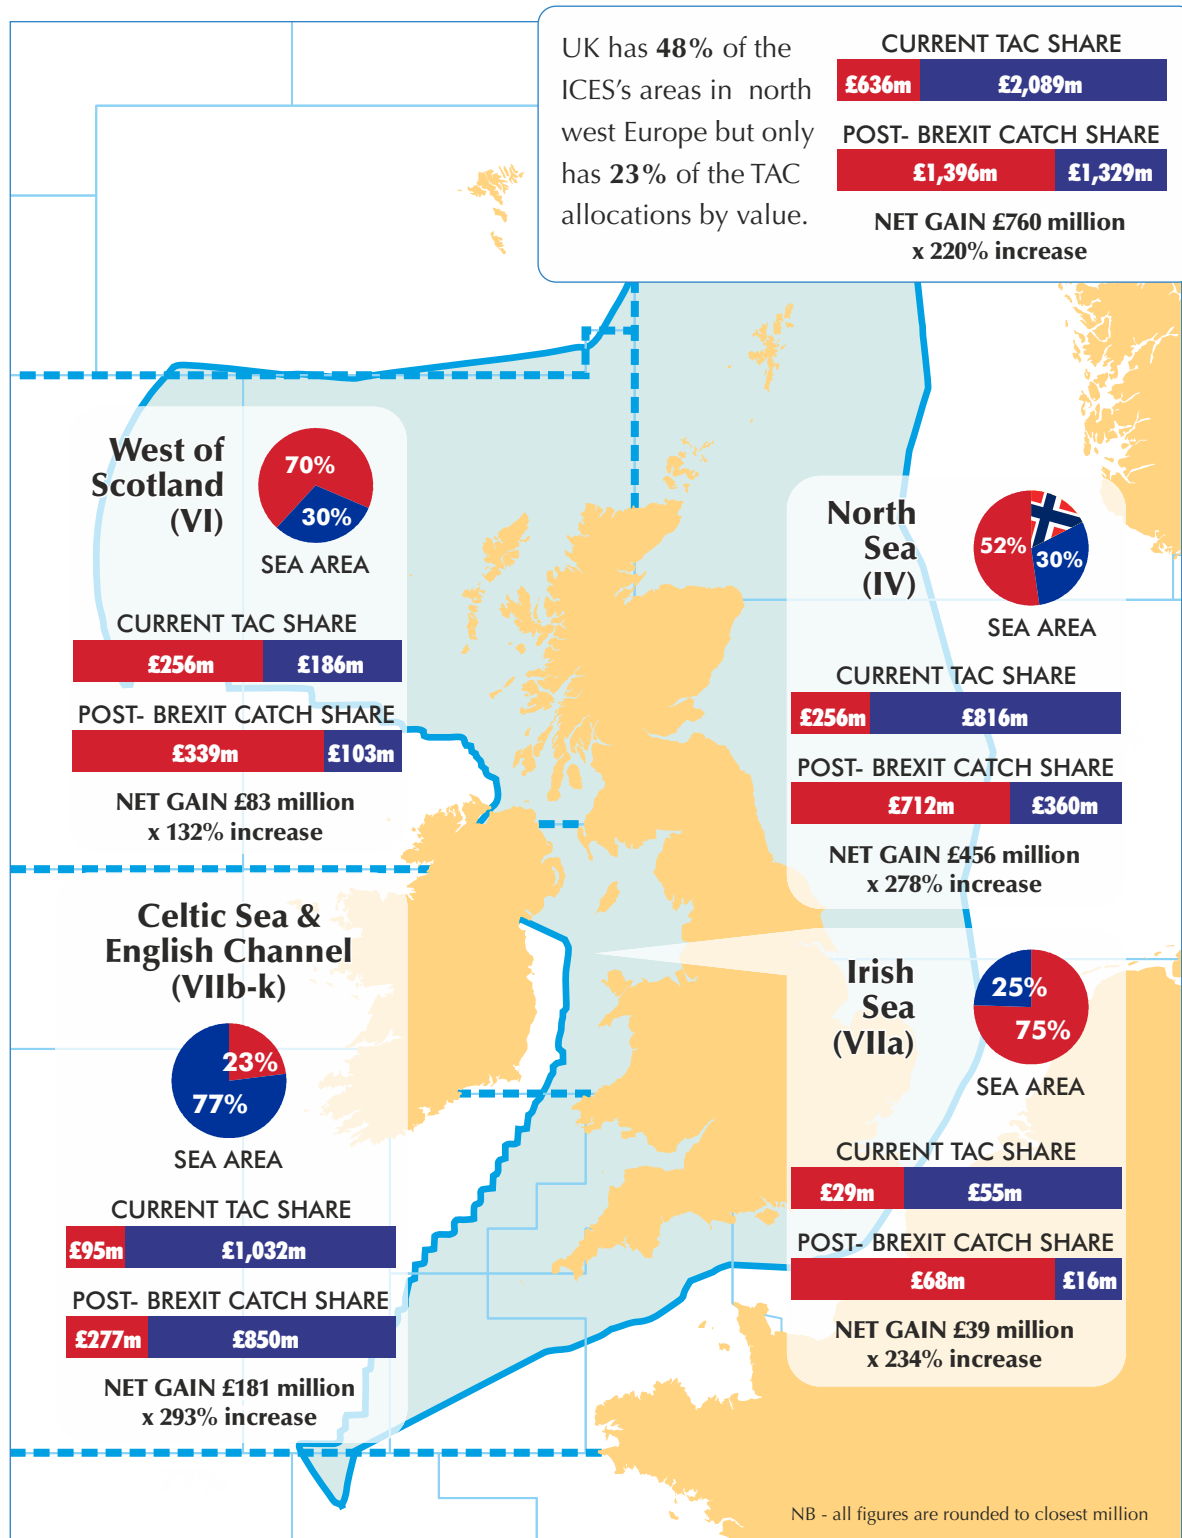 UK has 48% of the
ICES's areas in north
west Europe but only
has 23% of the TAC
allocations by value.
CURRENT TAC SHARE
£636m £2,089m
POST- BREXIT CATCH SHARE
£1,396m £1,329m
NET GAIN £760 million
x 220% increase
West of
Scotland
(VI)
70%
30%
SEA AREA
CURRENT TAC SHARE
£256m £186m
POST- BREXIT CATCH SHARE
£339m £103m
NET GAIN £83 million
x 132% increase
North
Sea
(IV)
52%
30%
SEA AREA
CURRENT TAC SHARE
£256m £816m
POST- BREXIT CATCH SHARE
£712m £360m
NET GAIN £456 million
x 278% increase
Celtic Sea &
English Channel
(VIIb-k)
23%
77%
SEA AREA
CURRENT TAC SHARE
£95m £1,032m
POST- BREXIT CATCH SHARE
£277m £850m
NET GAIN £181 million
x 293% increase
Irish
Sea
(VIIa)
25%
75%
SEA AREA
CURRENT TAC SHARE
£29m £55m
POST- BREXIT CATCH SHARE
£68m £16m
NET GAIN £39 million
x 234% increase
NB - all figures are rounded to closest million